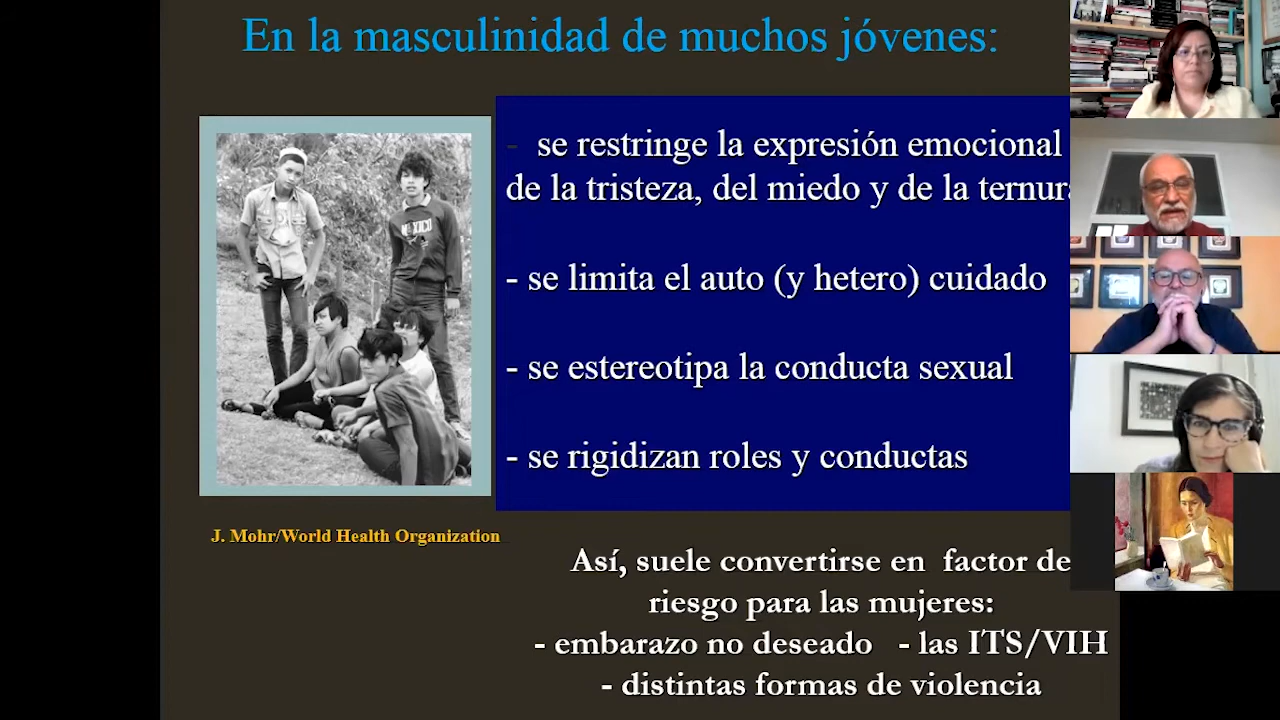 En la masculinidad de muchos jóvenes:
- se restringe la expresión emocional
de la tristeza, del miedo y de la ternura
- se limita el auto (y hetero) cuidado
- se estereotipa la conducta sexual
- se rigidizan roles y conductas
MEXICO
J. Mohr/World Health Organization
Así, suele convertirse en factor de
riesgo para las mujeres:
- embarazo no deseado - las ITS/VIH
- distintas formas de violencia